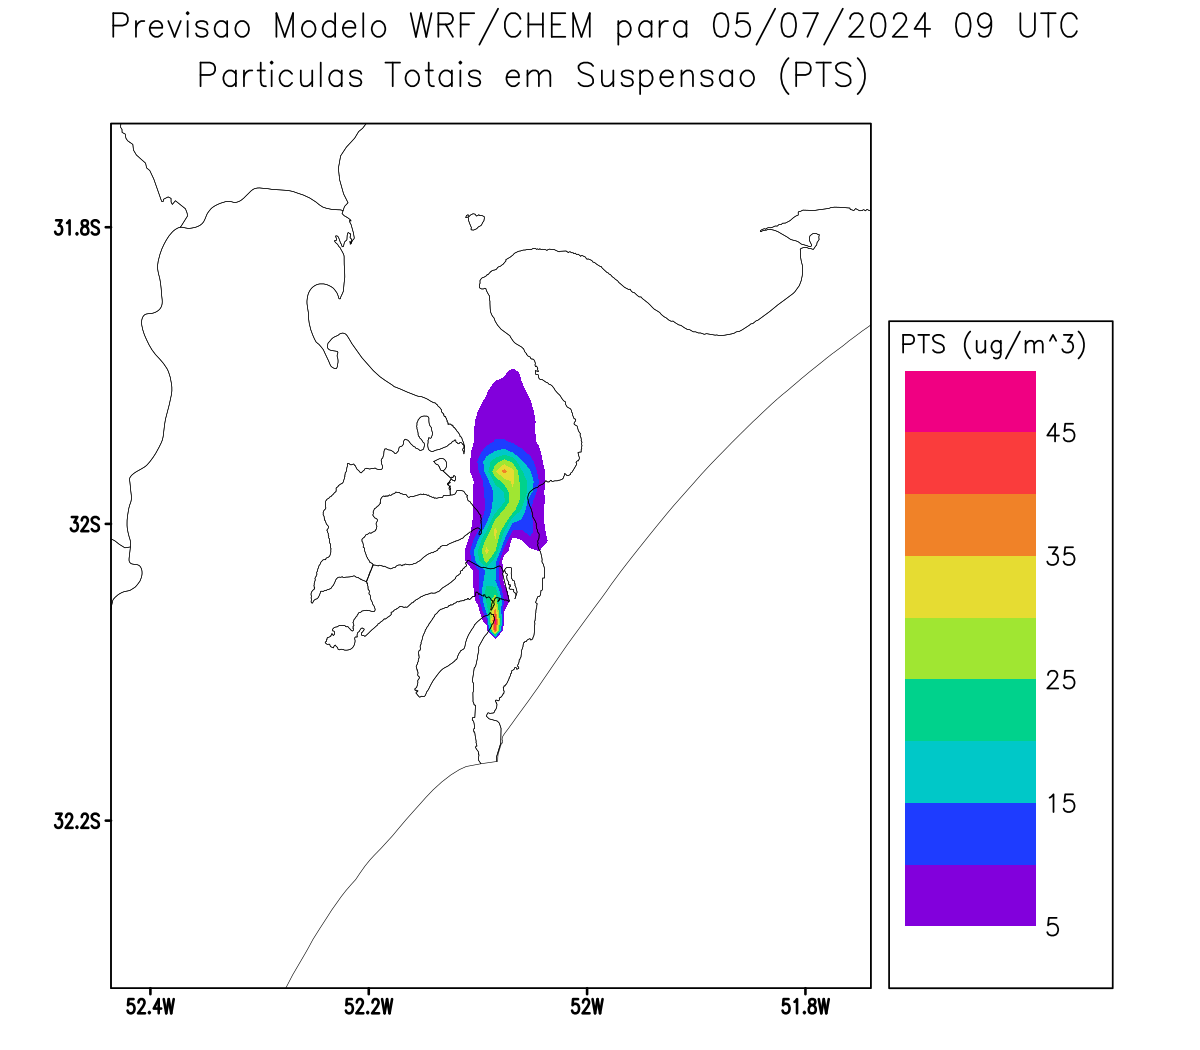 Previsao Modelo WRF/CHEM para 05/07/2024 09 UTC
Particulas Totais em Suspensao (PTS)
31.8S
32S
32.2S
52.4W 52.2W 52W 51.8W
PTS (ug/m^3)
45
35
25
15
5